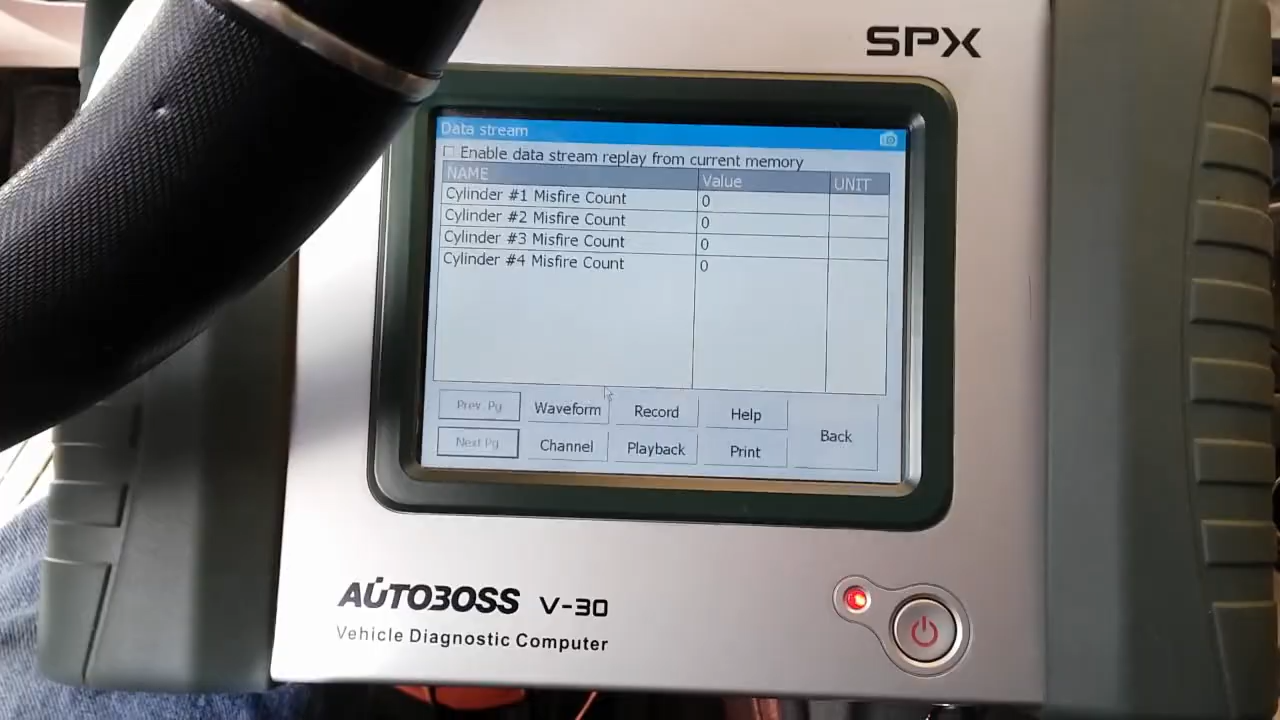 SPX
Data stream
Enable data stream replay from current memory
NAME Value UNIT
Cylinder #1 Misfire Count 0
Cylinder #2 Misfire Count 0
Cylinder #3 Misfire Count 0
Cylinder #4 Misfire Count 0
Prev. Pg Waveform Record Help
Back
Next Pg Channel Playback Print
AUTOBOSS V-30
Vehicle Diagnostic Computer